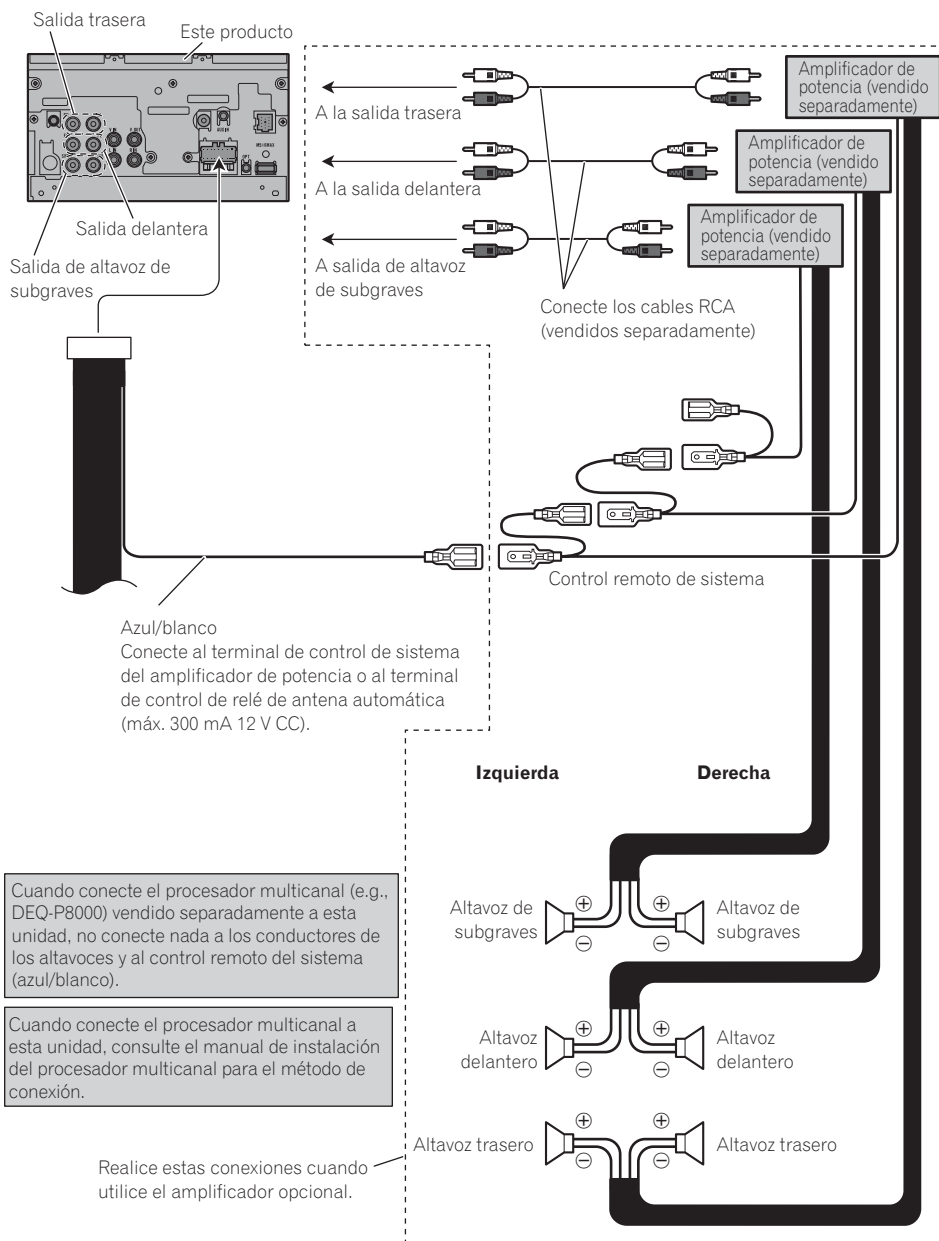 Salida trasera
Este producto
Amplificador de
potencia (vendido
separadamente)
A la salida trasera
Amplificador de
potencia (vendido
separadamente)
A la salida delantera
Amplificador de
potencia (vendido
separadamente)
Salida delantera
Salida de altavoz de
subgraves
A salida de altavoz
de subgraves
Conecte los cables RCA
(vendidos separadamente)
Control remoto de sistema
Azul/blanco
Conecte al terminal de control de sistema
del amplificador de potencia o al terminal
de control de relé de antena automática
(máx. 300 mA 12 V CC).
Izquierda
Derecha
Cuando conecte el procesador multicanal (e.g.,
DEQ-P8000) vendido separadamente a esta
unidad, no conecte nada a los conductores de
los altavoces y al control remoto del sistema
(azul/blanco).
Altavoz de
subgraves
Altavoz de
subgraves
Cuando conecte el procesador multicanal a
esta unidad, consulte el manual de instalación
del procesador multicanal para el método de
conexión.
Altavoz
delantero
Altavoz
delantero
Altavoz trasero
Altavoz trasero
Realice estas conexiones cuando
utilice el amplificador opcional.